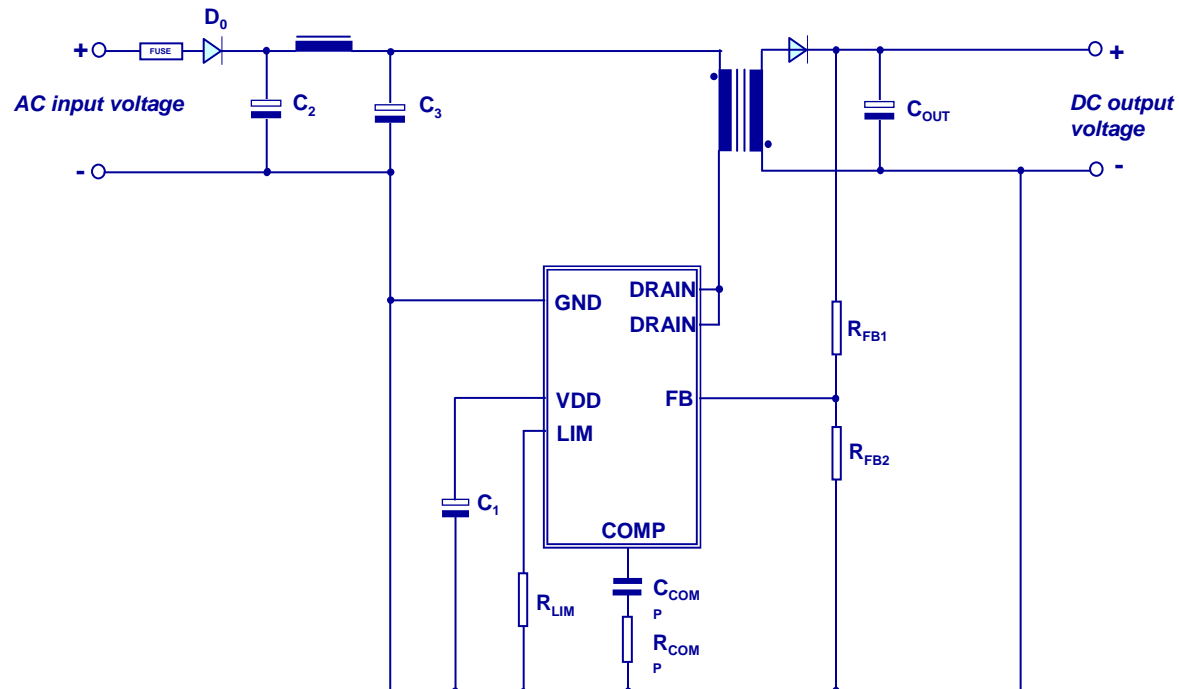 D0
+
FUSE
+
AC input voltage
C2
C3
COUT
DC output
voltage
-
-
GND
DRAIN
DRAIN
RFB1
VDD
FB
LIM
RFB2
C1
COMP
CCOM
P
RLIM
RCOM
P